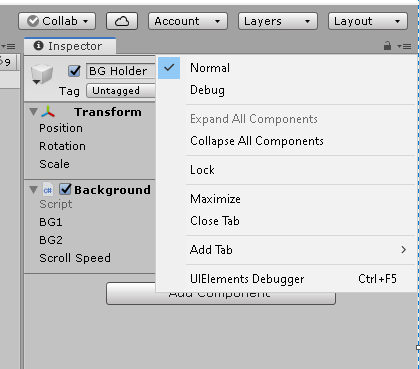 Collab
Account
Layers
Layout
Inspector
BG Holder
Tag
Untagged
Transform
Position
Rotation
Scale
Background
Script
BG1
BG2
Scroll Speed
Normal
Debug
Expand All Components
Collapse All Components
Lock
Maximize
Close Tab
Add Tab
UIElements Debugger Ctrl+F5
Add Component